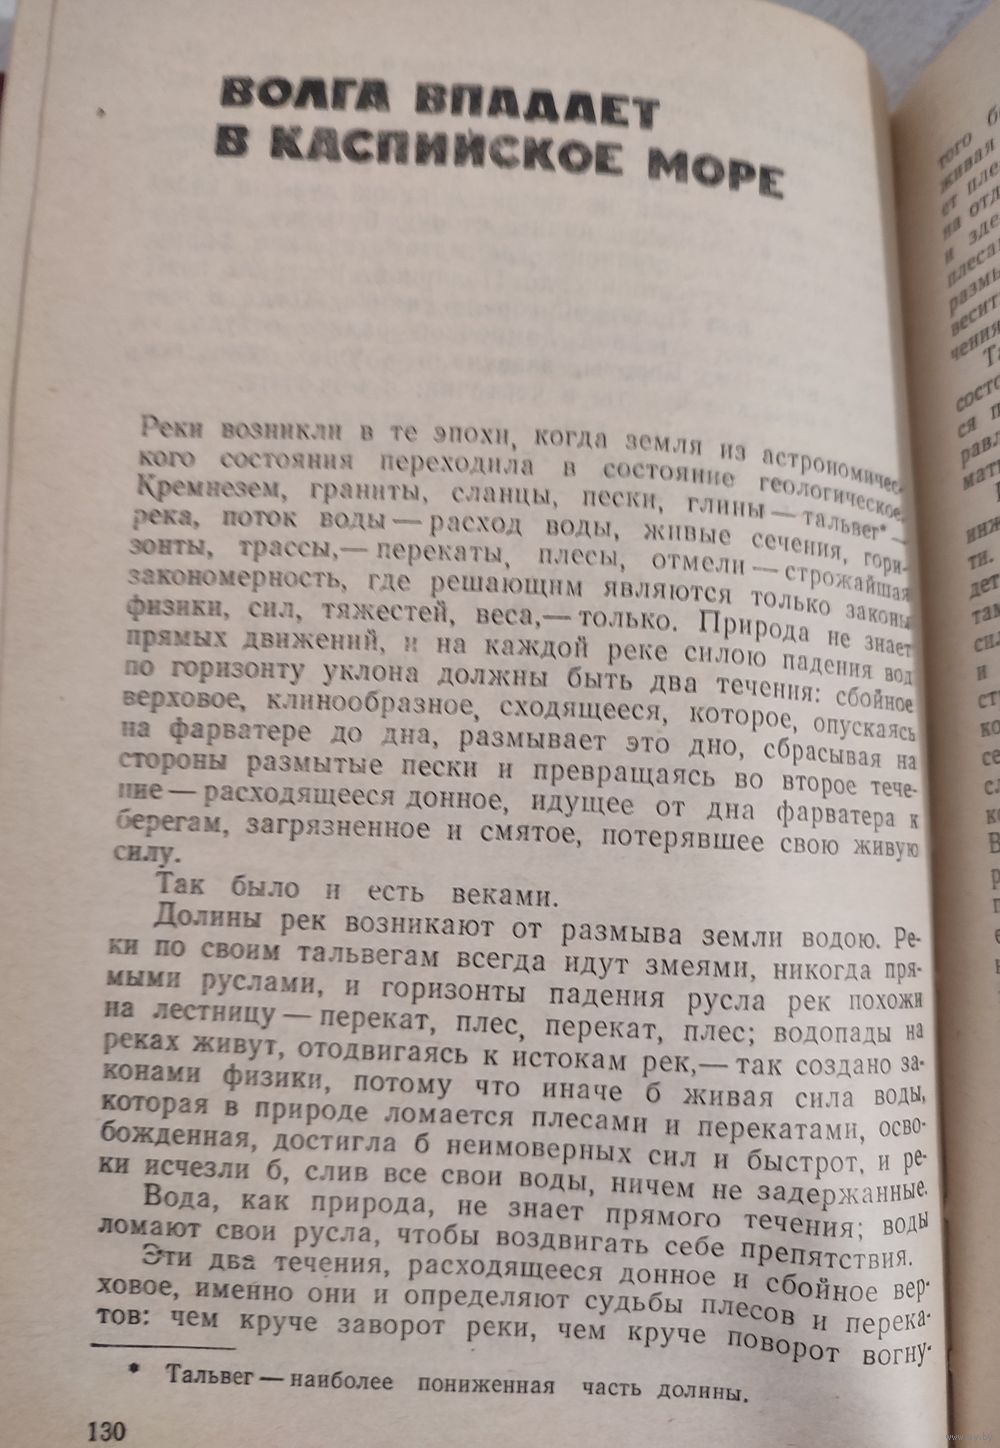 ВОЛГА ВПАДАЕТ
В КАСПИЙСКОЕ МОРЕ
Реки возникли в те эпохи, когда земля из астрономичес-
кого состояния переходила в состояние геологическое.
Кремнезем, граниты, сланцы, пески, глины — тальвег* —
река, поток воды — расход воды, живые сечения, гори-
зонты, трассы,— перекаты, плесы, отмели — строжайшая
закономерность, где решающим являются только законы
физики, сил, тяжестей, веса,— только. Природа не знает
прямых движений, и на каждой реке силою падения вод
по горизонту уклона должны быть два течения: сбойное
верховое, клинообразное, сходящееся, которое, опускаясь
на фарватере до дна, размывает это дно, сбрасывая на
стороны размытые пески и превращаясь во второе тече-
ние — расходящееся донное, идущее от дна фарватера к
берегам, загрязненное и смятое, потерявшее свою живую
силу.
Так было и есть веками.
Долины рек возникают от размыва земли водою. Ре-
ки по своим тальвегам всегда идут змеями, никогда пря-
мыми руслами, и горизонты падения русла рек похожи
на лестницу — перекат, плес, перекат, плес; водопады на
реках живут, отодвигаясь к истокам рек,— так создано за-
конами физики, потому что иначе б живая сила воды,
которая в природе ломается плесами и перекатами, осво-
божденная, достигла б неимоверных сил и быстрот, и ре-
ки исчезли б, слив все свои воды, ничем не задержанные.
Вода, как природа, не знает прямого течения; воды
ломают свои русла, чтобы воздвигать себе препятствия.
Эти два течения, расходящееся донное и сбойное вер-
ховое, именно они и определяют судьбы плесов и перека-
тов: чем круче заворот реки, чем круче поворот вогну-
* Тальвег — наиболее пониженная часть долины.
130
того
живая
на отд